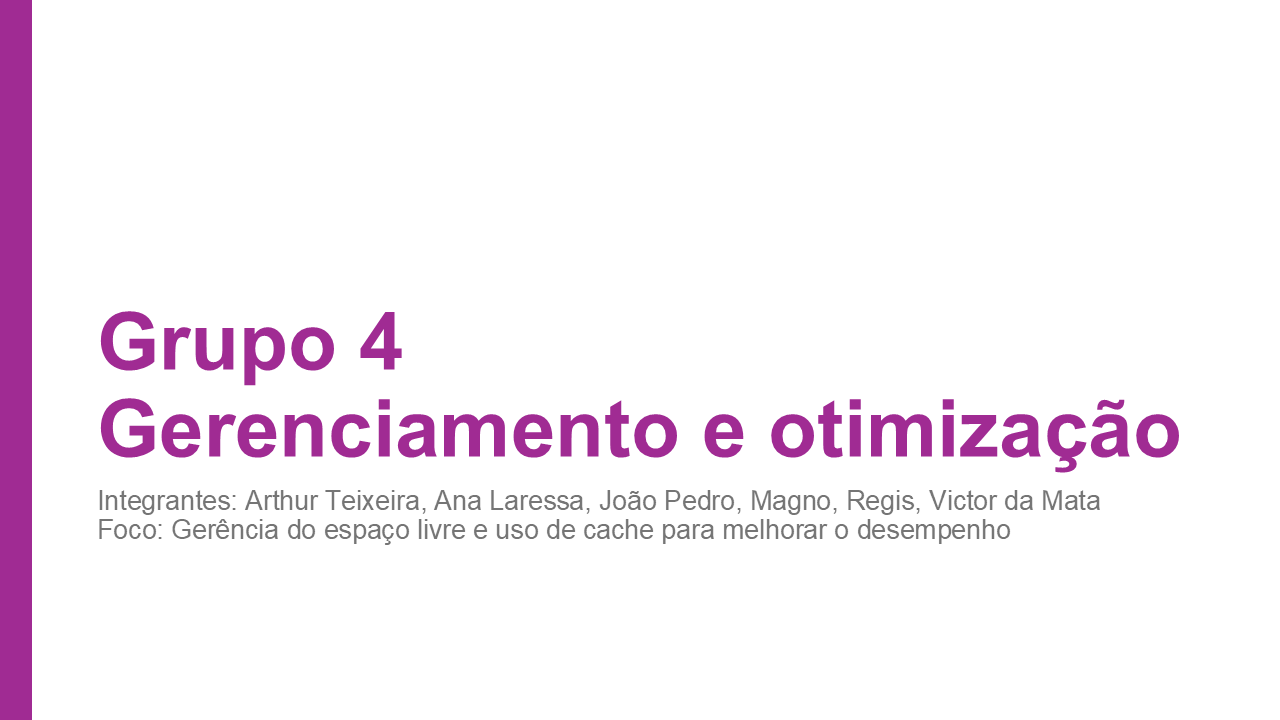 Grupo 4
Gerenciamento e otimização
Integrantes: Arthur Teixeira, Ana Laressa, João Pedro, Magno, Regis, Victor da Mata
Foco: Gerência do espaço livre e uso de cache para melhorar o desempenho